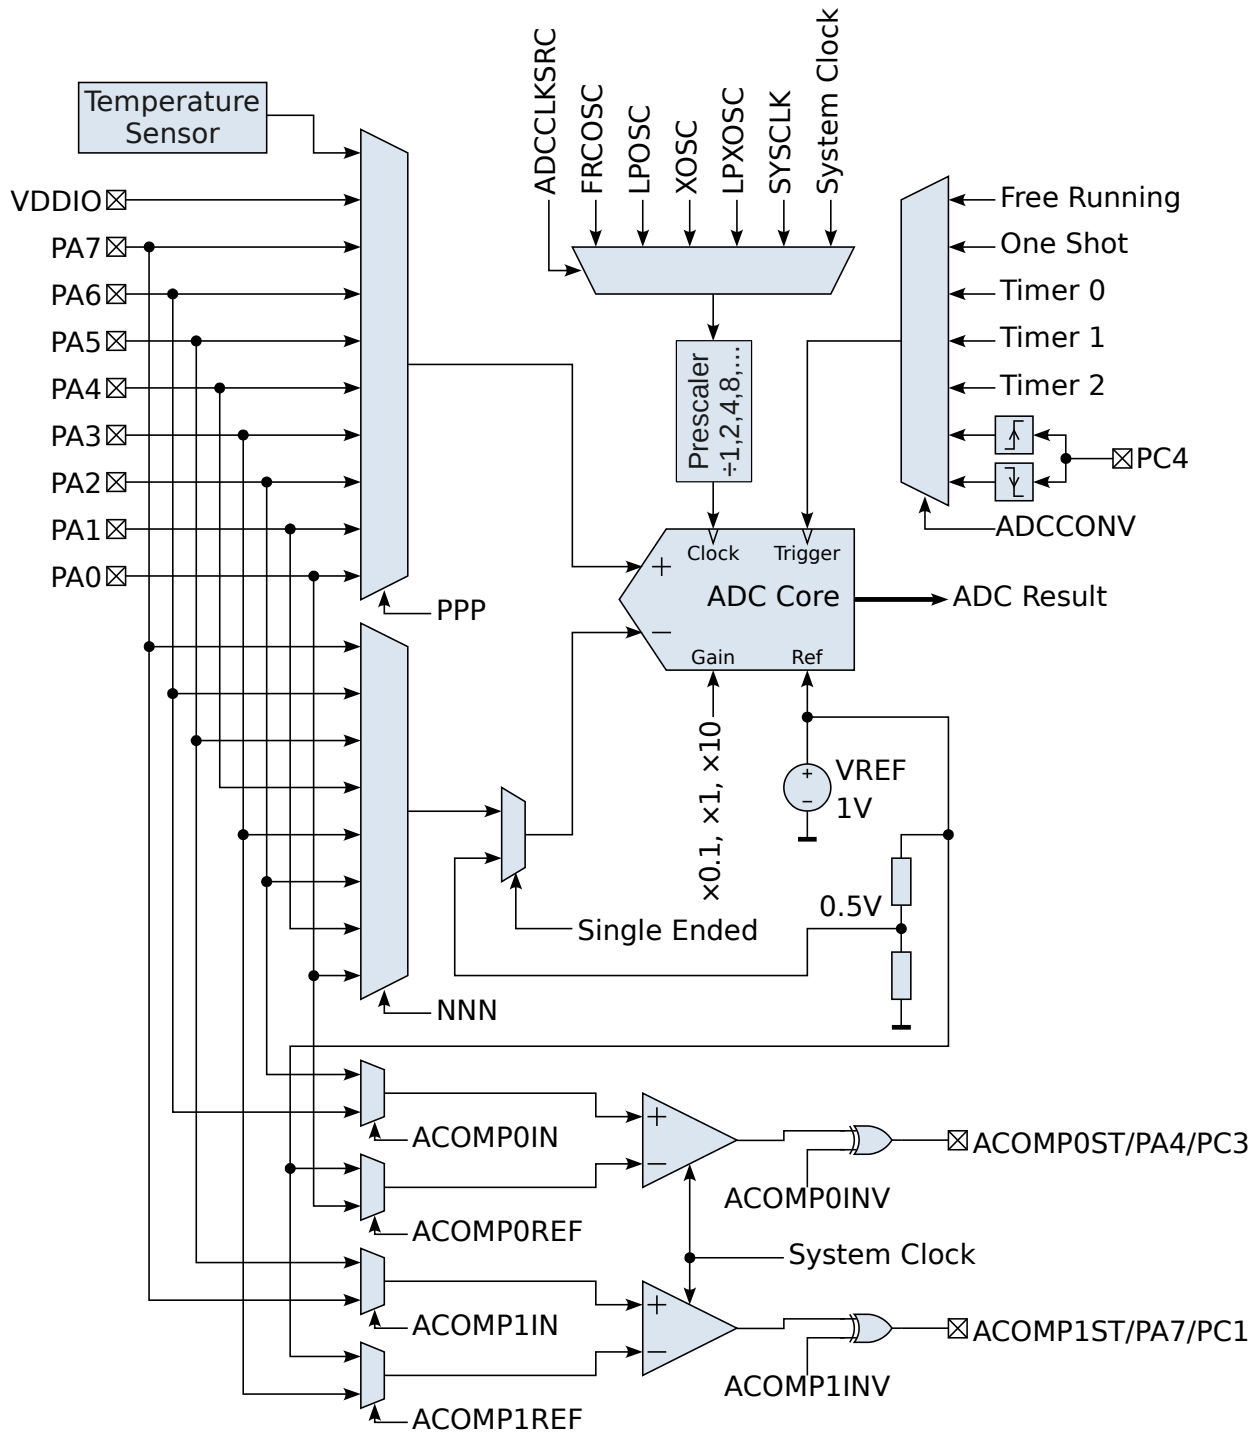 Temperature
Sensor
VDDIO
PA7
PA6
PA5
PA4
PA3
PA2
PA1
PA0
PPP
NNN
ADCCLKSRC
FRCOSC
LPOSC
XOSC
LPXOSC
SYSCLK
System Clock
Prescaler
÷1,2,4,8,...
Free Running
One Shot
Timer 0
Timer 1
Timer 2
PC4
ADCCONV
Clock
Trigger
+
ADC Core
−
Gain
Ref
ADC Result
×0.1, ×1, ×10
+
−
VREF
1V
0.5V
Single Ended
ACOMP0IN
ACOMP0REF
+
−
ACOMP0INV
ACOMP0ST/PA4/PC3
System Clock
ACOMP1IN
ACOMP1REF
+
−
ACOMP1INV
ACOMP1ST/PA7/PC1